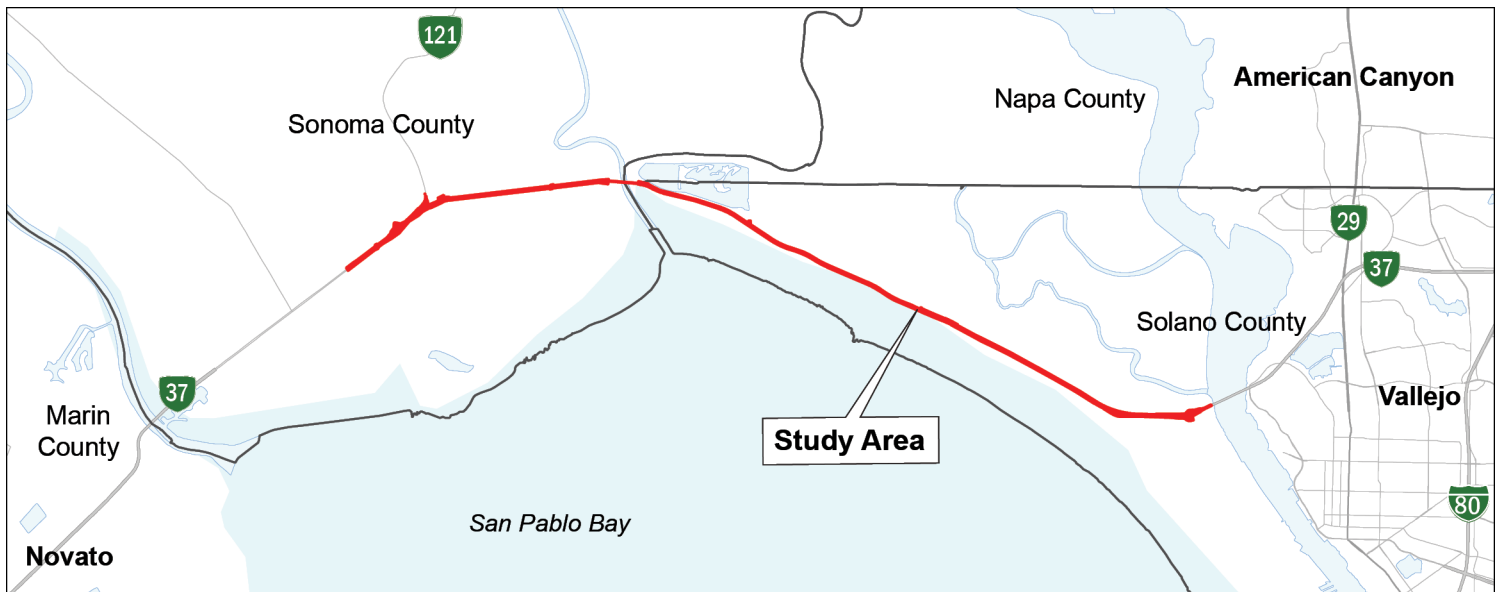 121
American Canyon
Napa County
Sonoma County
29
37
Solano County
37
Vallejo
Marin
County
Study Area
80
San Pablo Bay
Novato